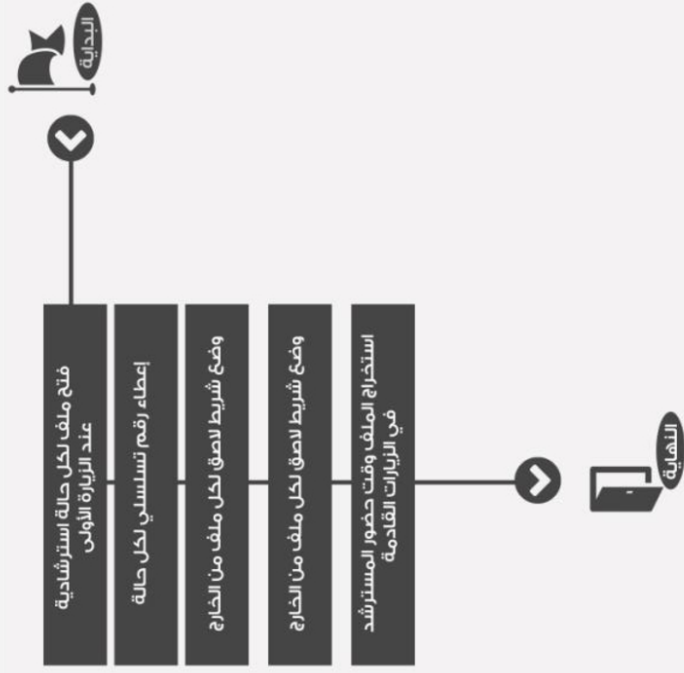 البداية
فتح ملف لكل حالة استرشادية
عند الزيارة الأولى
إعطاء رقم تسلسلي لكل حالة
وضع شريط لاصق لكل ملف من الخارج
وضع شريط لاصق لكل ملف من الخارج
استخراج الملف وقت حضور المسترشد
في الزيارات القادمة
النهاية